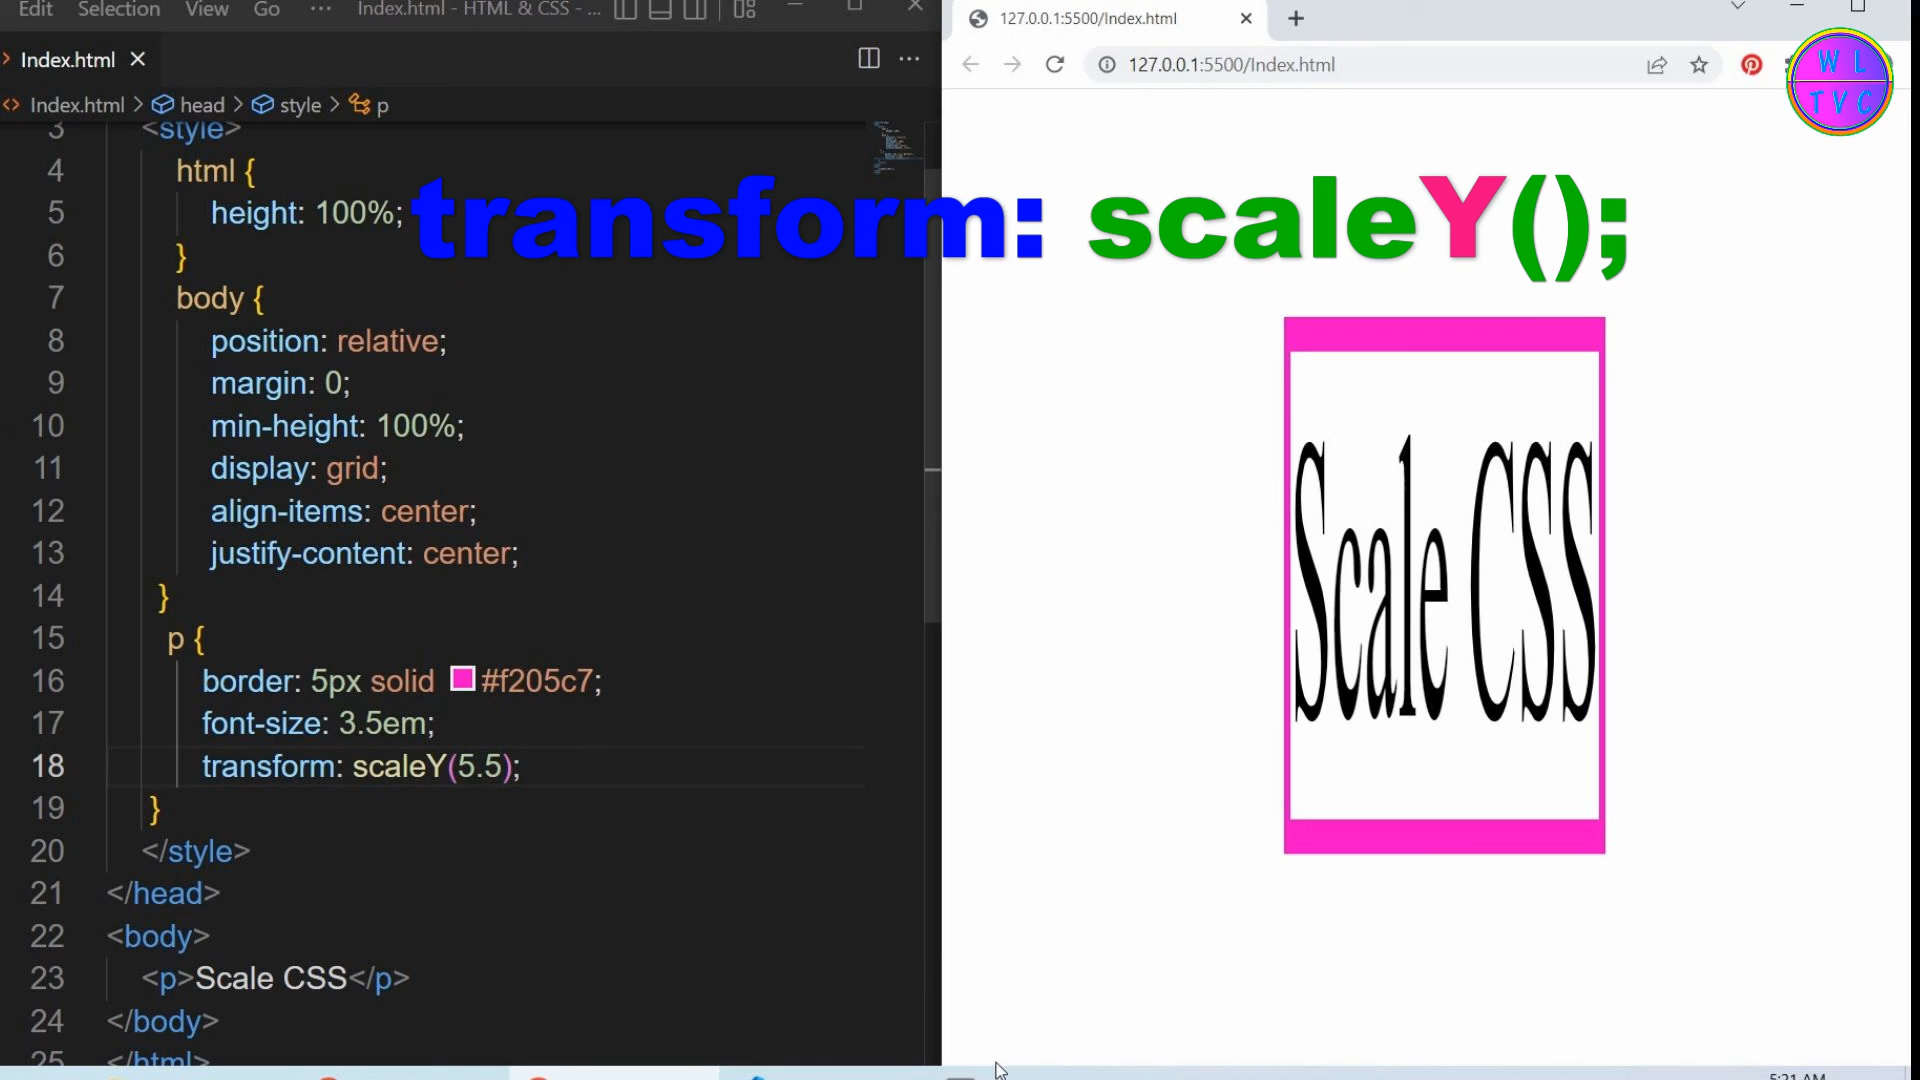 Edit Selection View Go ··· Index.html - HTML & CSS - ...
Index.html
Index.html > head > style > p
3 <style>
4 html {
5 height: 100%;
6 }
7 body {
8 position: relative;
9 margin: 0;
10 min-height: 100%;
11 display: grid;
12 align-items: center;
13 justify-content: center;
14 }
15 p {
16 border: 5px solid #f205c7;
17 font-size: 3.5em;
18 transform: scaleY(5.5);
19 }
20 </style>
21 </head>
22 <body>
23 <p>Scale CSS</p>
24 </body>
25 </html>
transform: scaleY();
127.0.0.1:5500/Index.html
127.0.0.1:5500/Index.html
W L
T V C
Scale CSS
5:21 AM